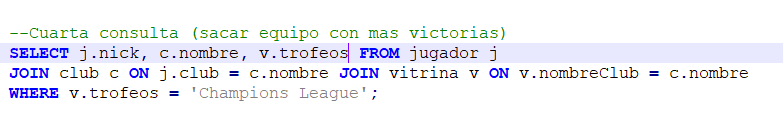 --Cuarta consulta (sacar equipo con mas victorias)
SELECT j.nick, c.nombre, v.trofeos FROM jugador j
JOIN club c ON j.club = c.nombre JOIN vitrina v ON v.nombreClub = c.nombre
WHERE v.trofeos = 'Champions League';